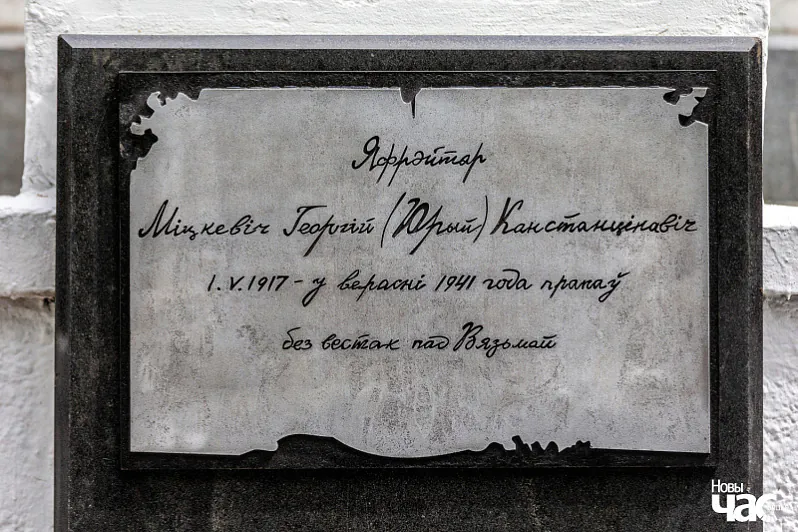 Яфрэйтар
Міцкевіч Георгій (Юрый) Канстанцінавіч
1.V.1917 – у верасні 1941 года прапаў
без вестак пад Вязьмай
Новы
час